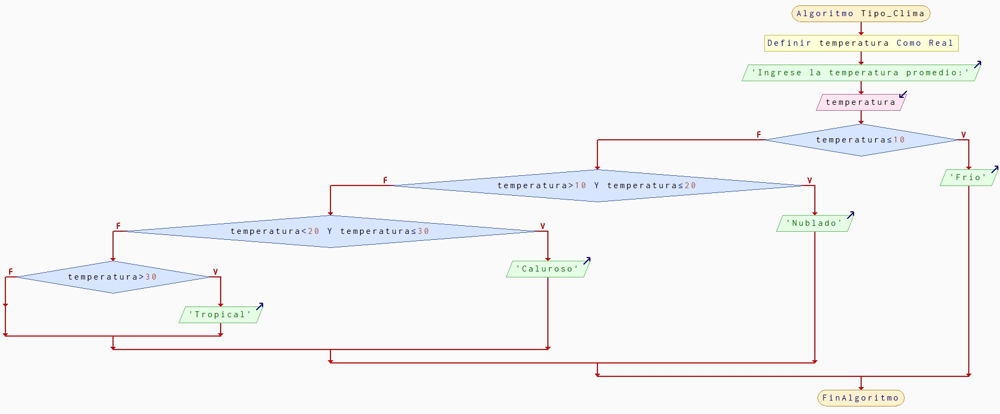 Algoritmo Tipo_Clima
Definir temperatura Como Real
'Ingrese la temperatura promedio:'
temperatura
F
V
temperatura≤10
F
V
temperatura>10 Y temperatura≤20
'Frío'
F
V
temperatura<20 Y temperatura≤30
'Nublado'
F
V
temperatura>30
'Caluroso'
'Tropical'
FinAlgoritmo